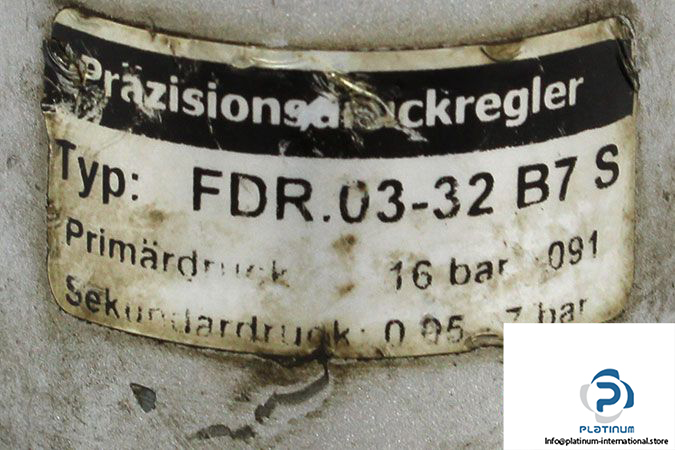 Präzisionsdruckregler
Typ: FDR.03-32 B7 S
Primärdruck 16 bar 091
Sekundardruck: 0.05 - 7 bar
PLATINUM
Info@platinum-international.store